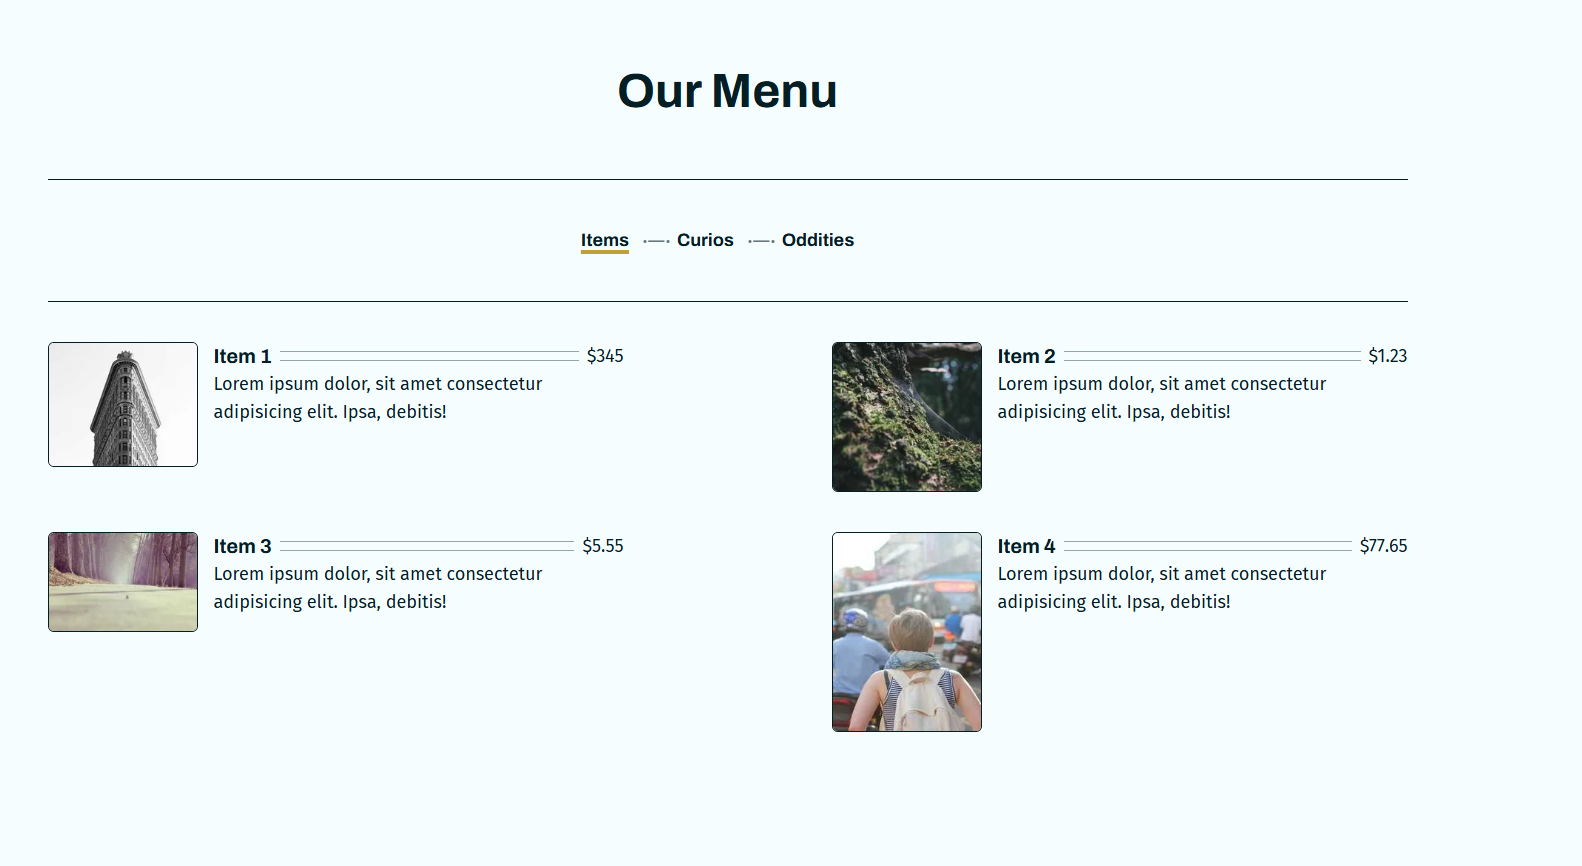 Our Menu
Items Curios Oddities
Item 1 $345
Lorem ipsum dolor, sit amet consectetur
adipisicing elit. Ipsa, debitis!
Item 2 $1.23
Lorem ipsum dolor, sit amet consectetur
adipisicing elit. Ipsa, debitis!
Item 3 $5.55
Lorem ipsum dolor, sit amet consectetur
adipisicing elit. Ipsa, debitis!
Item 4 $77.65
Lorem ipsum dolor, sit amet consectetur
adipisicing elit. Ipsa, debitis!